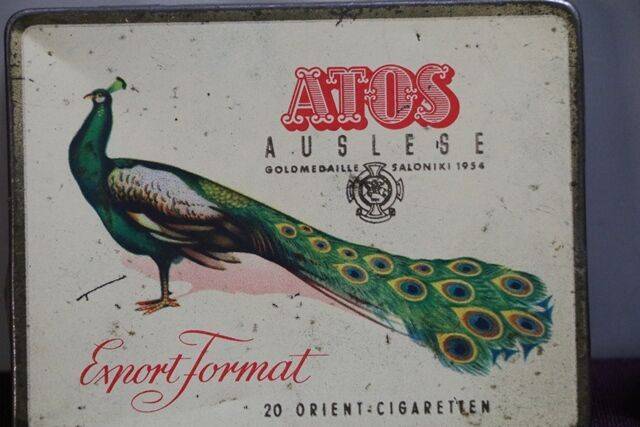 ATOS
AUSLESE
GOLDMEDAILLE SALONIKI 1954
Export Format
20 ORIENT-CIGARETTEN